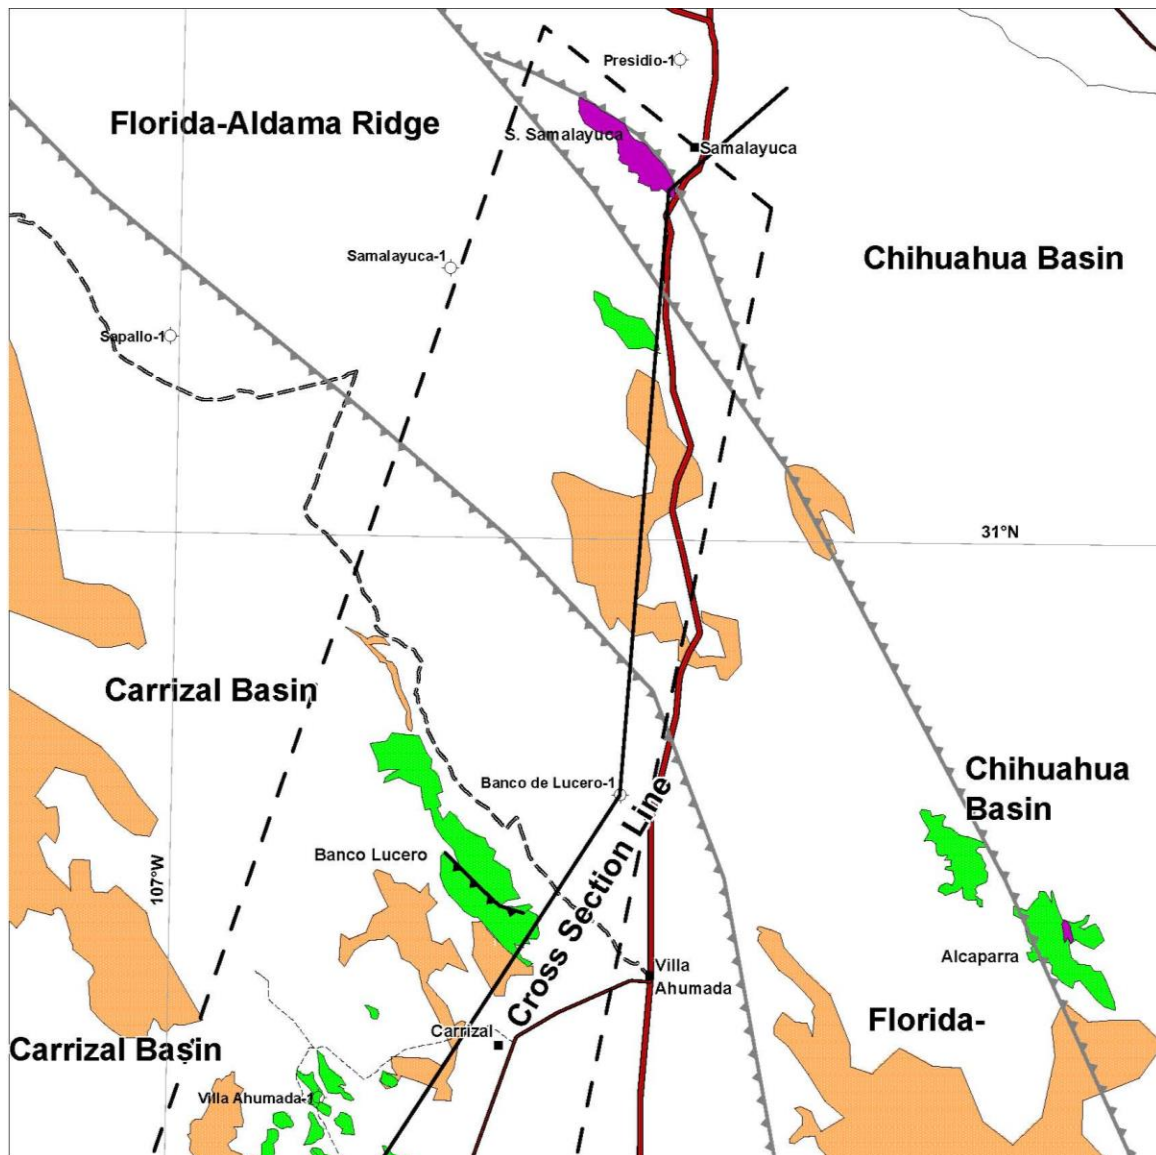 Presidio-1
Florida-Aldama Ridge
S. Samalayuca
Samalayuca
Samalayuca-1
Chihuahua Basin
Sapallo-1
31°N
Carrizal Basin
Banco de Lucero-1
Chihuahua
Basin
Cross Section Line
Banco Lucero
107°W
Alcaparra
Villa
Ahumada
Florida-
Carrizal
Carrizal Basin
Villa Ahumada-1